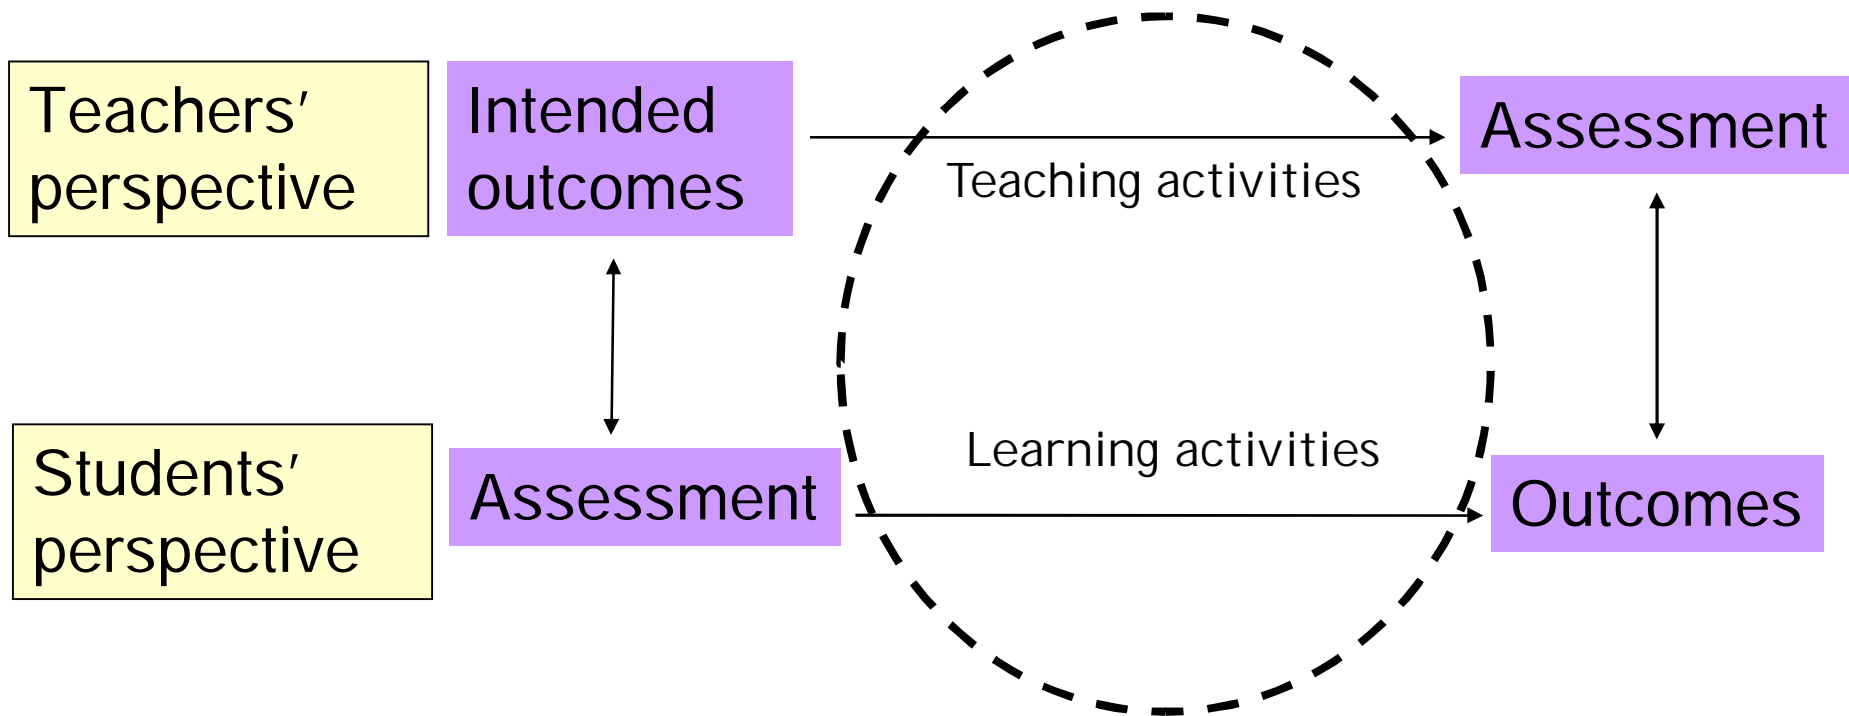 Teachers’
perspective
Intended
outcomes
Assessment
Teaching activities
Students’
perspective
Assessment
Learning activities
Outcomes